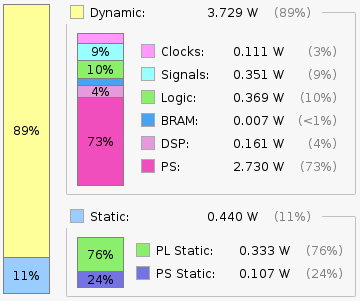 Dynamic: 3.729 W (89%)
Clocks: 0.111 W (3%)
9% Signals: 0.351 W (9%)
10% Logic: 0.369 W (10%)
BRAM: 0.007 W (<1%)
4% DSP: 0.161 W (4%)
89% 73% PS: 2.730 W (73%)
Static: 0.440 W (11%)
76% PL Static: 0.333 W (76%)
11% 24% PS Static: 0.107 W (24%)